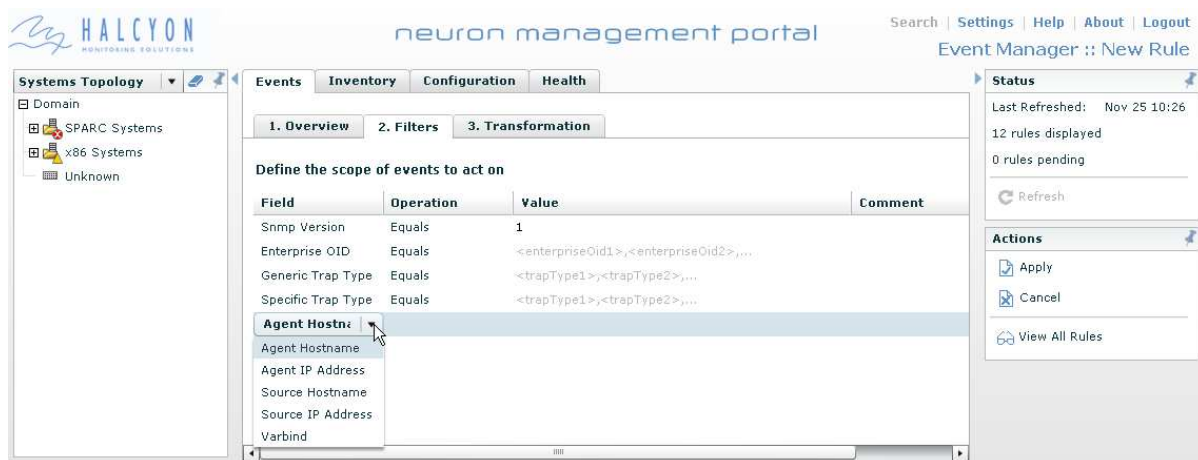 HALCYON
MONITORING SOLUTIONS
neuron management portal
Search | Settings | Help | About | Logout
Event Manager :: New Rule
Systems Topology
Domain
SPARC Systems
x86 Systems
Unknown
Events Inventory Configuration Health
1. Overview 2. Filters 3. Transformation
Define the scope of events to act on
Field Operation Value Comment
Snmp Version Equals 1
Enterprise OID Equals <enterpriseOid1>,<enterpriseOid2>,...
Generic Trap Type Equals <trapType1>,<trapType2>,...
Specific Trap Type Equals <trapType1>,<trapType2>,...
Agent Hostna
Agent Hostname
Agent IP Address
Source Hostname
Source IP Address
Varbind
Status
Last Refreshed: Nov 25 10:26
12 rules displayed
0 rules pending
Refresh
Actions
Apply
Cancel
View All Rules